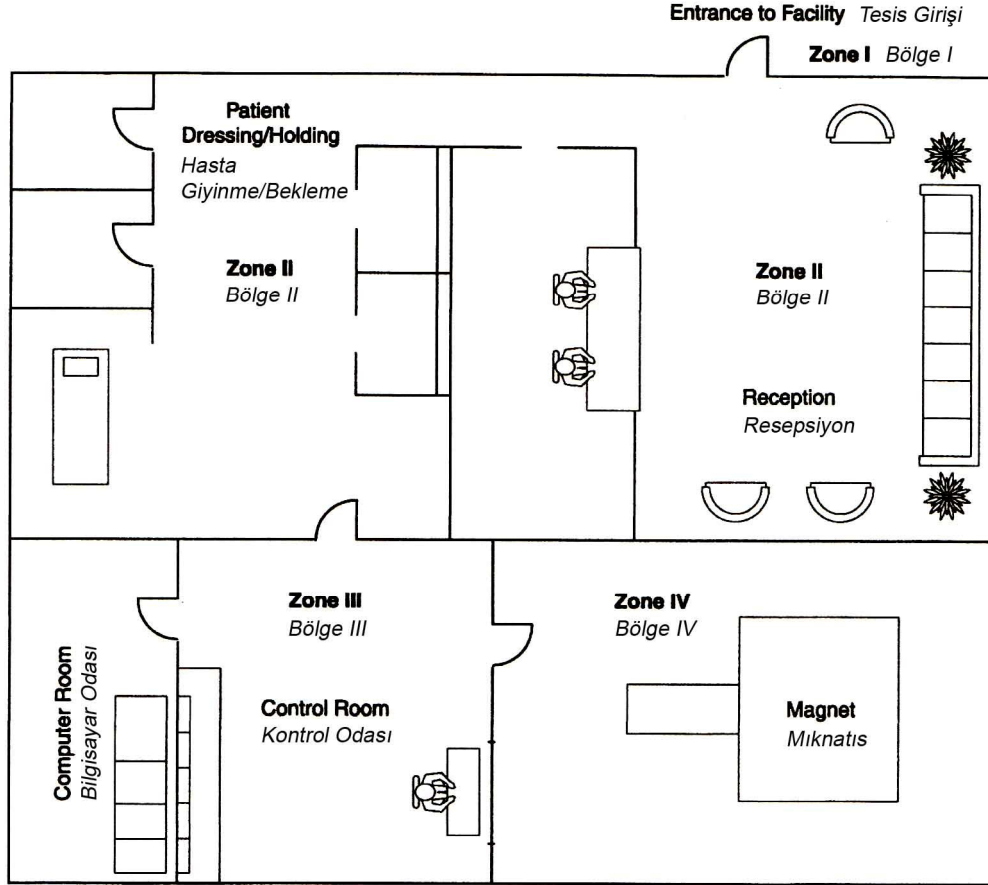 Entrance to Facility Tesis Girişi
Zone I Bölge I
Patient
Dressing/Holding
Hasta
Giyinme/Bekleme
Zone II
Bölge II
Zone II
Bölge II
Reception
Resepsiyon
Zone III
Bölge III
Zone IV
Bölge IV
Computer Room
Bilgisayar Odası
Control Room
Kontrol Odası
Magnet
Mıknatıs